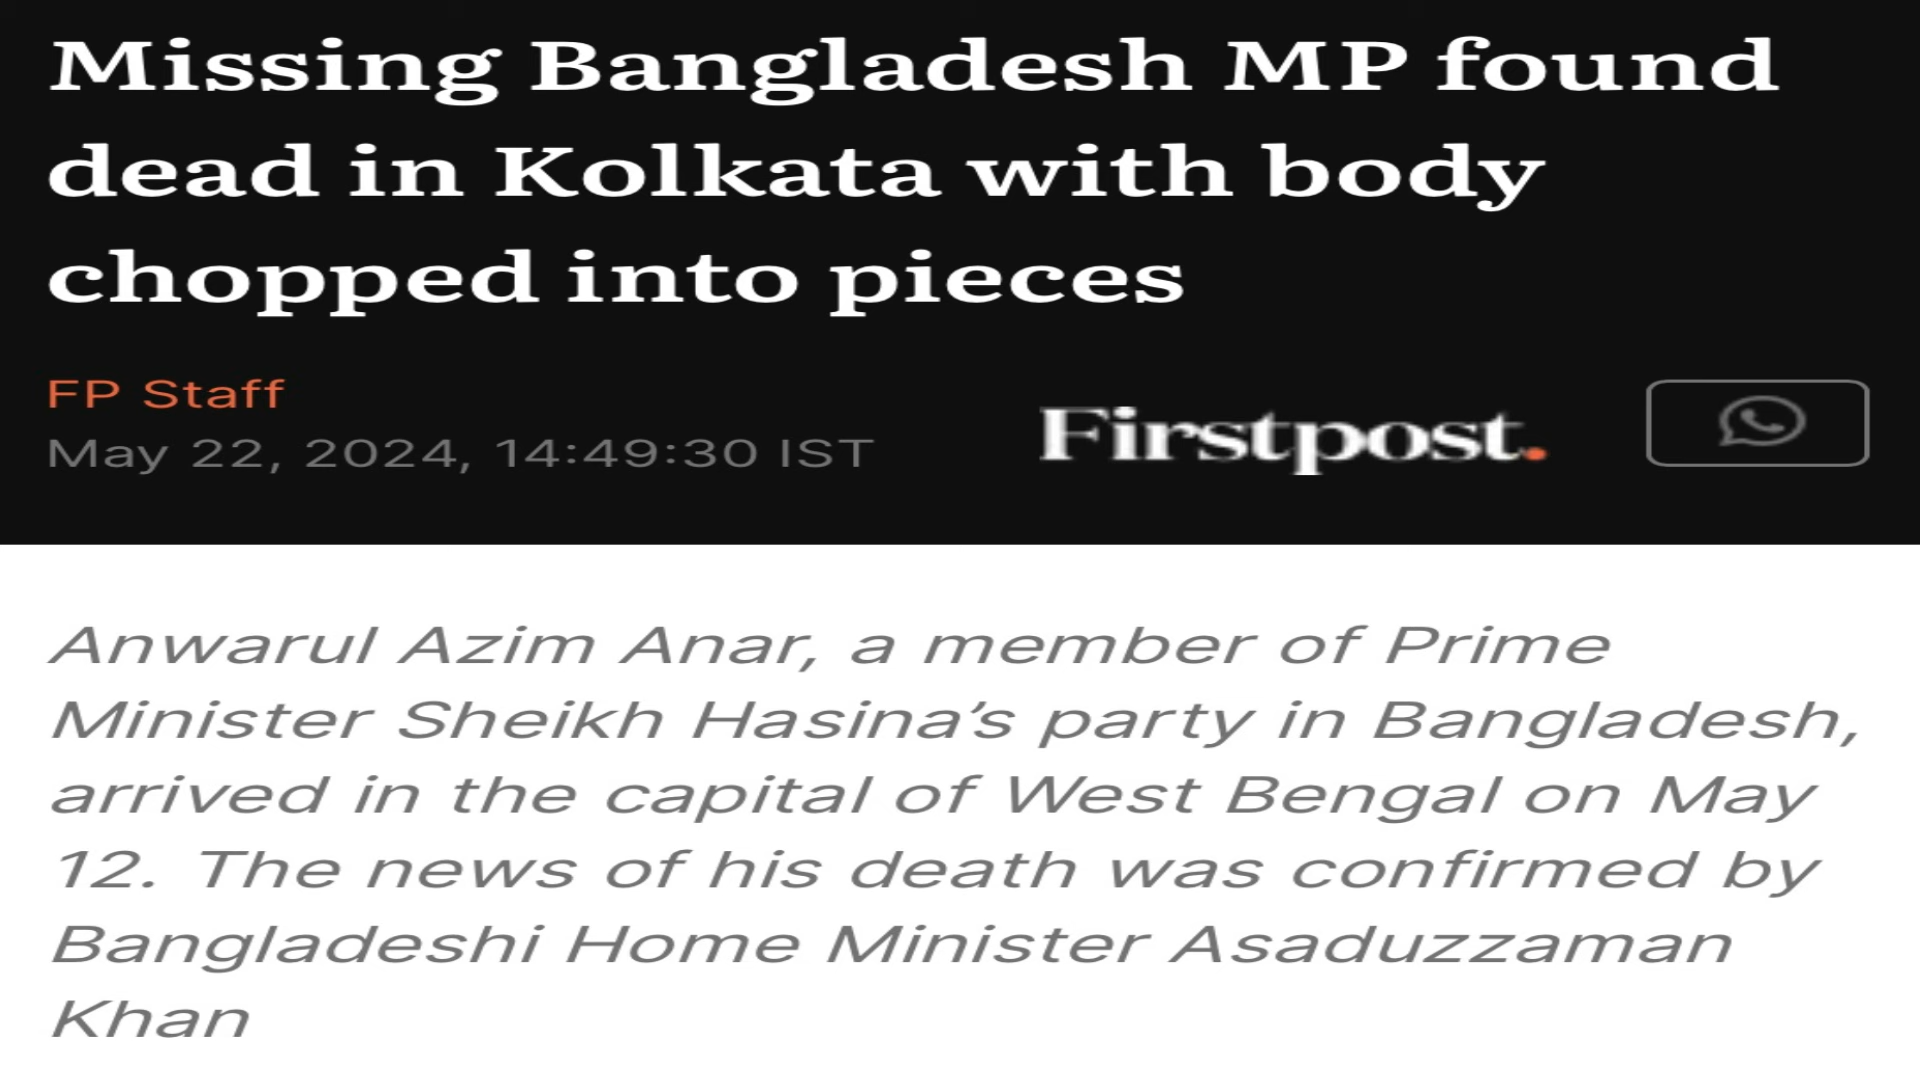 Missing Bangladesh MP found
dead in Kolkata with body
chopped into pieces
FP Staff
May 22, 2024, 14:49:30 IST
Firstpost.
Anwarul Azim Anar, a member of Prime
Minister Sheikh Hasina’s party in Bangladesh,
arrived in the capital of West Bengal on May
12. The news of his death was confirmed by
Bangladeshi Home Minister Asaduzzaman
Khan